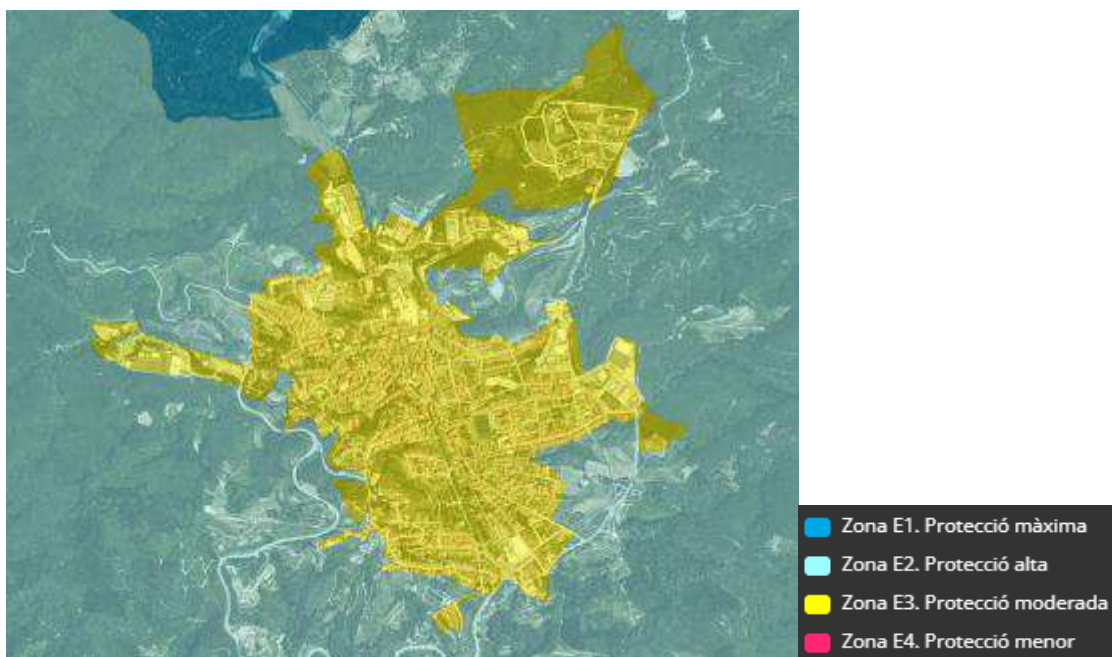 Zona E1. Protecció màxima
Zona E2. Protecció alta
Zona E3. Protecció moderada
Zona E4. Protecció menor